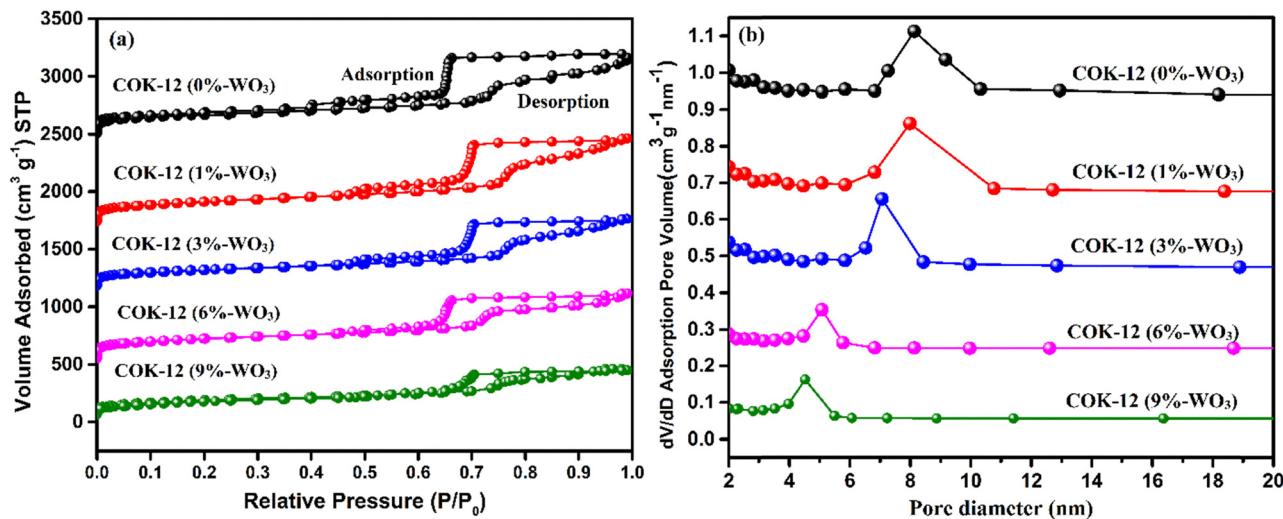 (a)
Volume Adsorbed (cm³ g⁻¹) STP
3500
3000
2500
2000
1500
1000
500
0
COK-12 (0%-WO₃)
Adsorption
Desorption
COK-12 (1%-WO₃)
COK-12 (3%-WO₃)
COK-12 (6%-WO₃)
COK-12 (9%-WO₃)
0.0 0.1 0.2 0.3 0.4 0.5 0.6 0.7 0.8 0.9 1.0
Relative Pressure (P/P₀)
(b)
dV/dD Adsorption Pore Volume(cm³ g⁻¹ nm⁻¹)
1.1
1.0
0.9
0.8
0.7
0.6
0.5
0.4
0.3
0.2
0.1
0.0
COK-12 (0%-WO₃)
COK-12 (1%-WO₃)
COK-12 (3%-WO₃)
COK-12 (6%-WO₃)
COK-12 (9%-WO₃)
2 4 6 8 10 12 14 16 18 20
Pore diameter (nm)